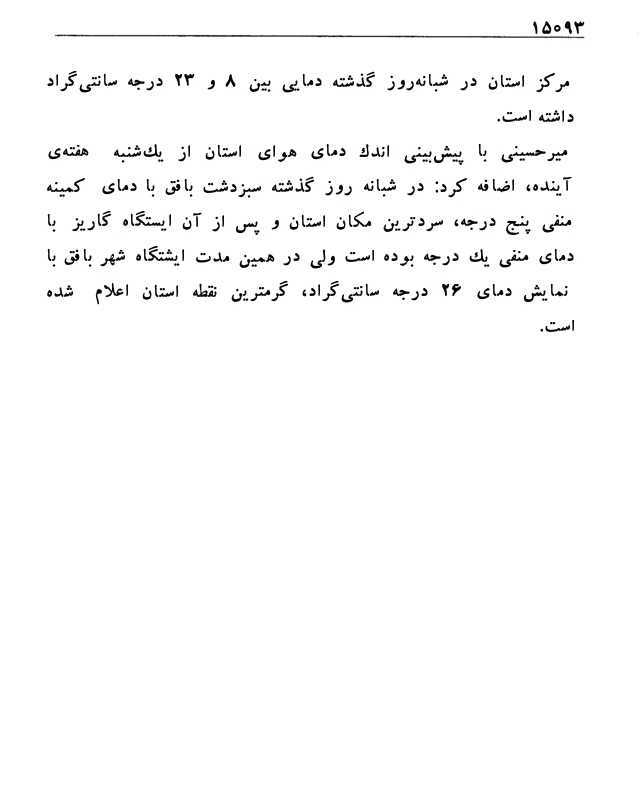 ۱۵۰۹۳
مرکز استان در شبانه‌روز گذشته دمایی بین ۸ و ۲۳ درجه سانتی‌گراد
داشته است.
میرحسینی با پیش‌بینی اندك دمای هوای استان از یك‌شنبه هفته‌ی
آینده، اضافه کرد: در شبانه روز گذشته سبزدشت بافق با دمای کمینه
منفی پنج درجه، سردترین مکان استان و پس از آن ایستگاه گاریز با
دمای منفی یك درجه بوده است ولی در همین مدت ایشتگاه شهر بافق با
نمایش دمای ۲۶ درجه سانتی‌گراد، گرمترین نقطه استان اعلام شده
است.